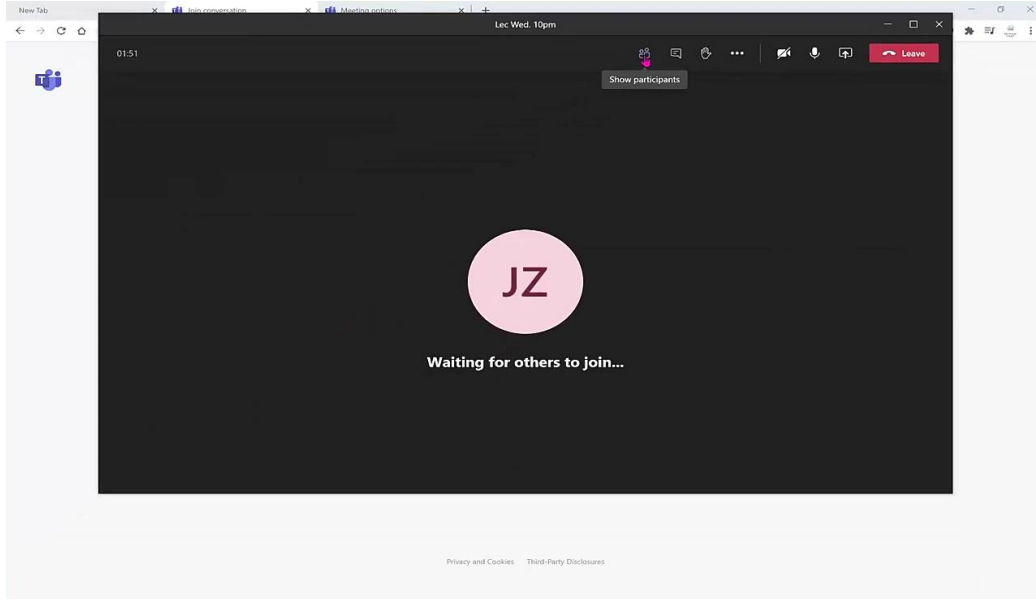 New Tab
Join conversation
Meeting options
Lec Wed. 10pm
01:51
Leave
Show participants
JZ
Waiting for others to join...
Privacy and Cookies Third-Party Disclosures